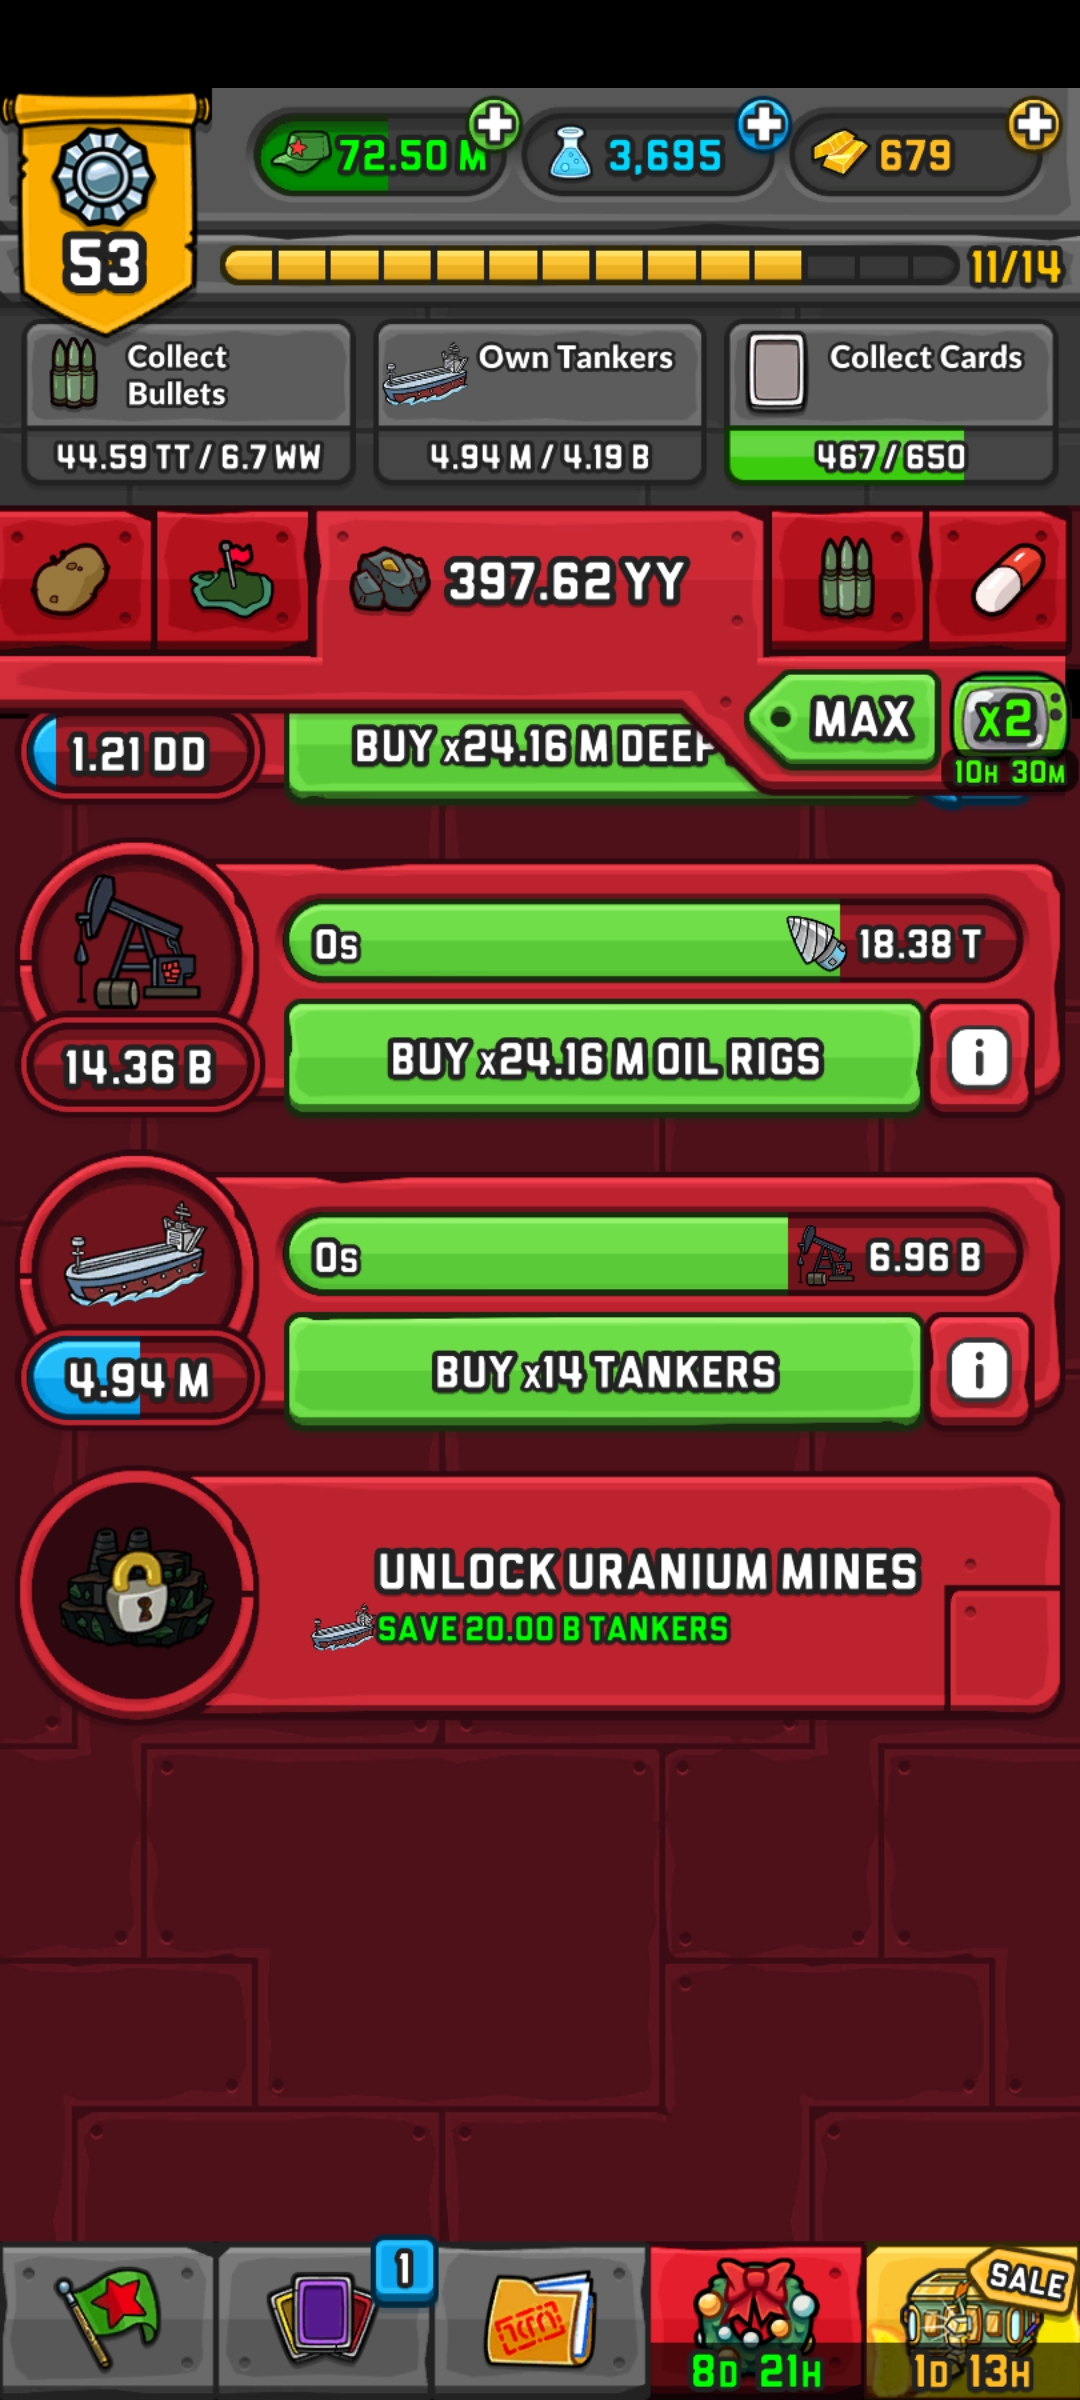 72.50 M
3,695
679
53
11/14
Collect
Bullets
44.59 TT / 6.7 WW
Own Tankers
4.94 M / 4.19 B
Collect Cards
467/650
397.62 YY
MAX
x2
10H 30M
1.21 DD
BUY x24.16 M DEEP
0s
18.38 T
14.36 B
BUY x24.16 M OIL RIGS
i
0s
6.96 B
4.94 M
BUY x14 TANKERS
i
UNLOCK URANIUM MINES
SAVE 20.00 B TANKERS
1
8D 21H
SALE
1D 13H